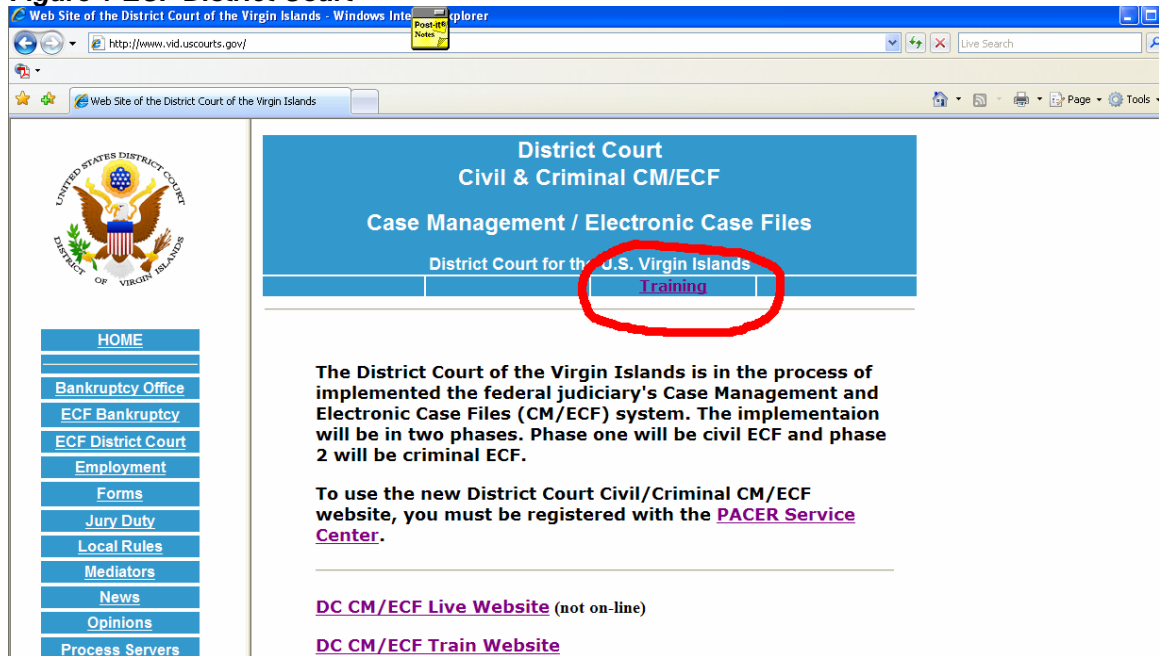 Figure 1 ECF District Court
Web Site of the District Court of the Virgin Islands - Windows Inte xplorer
Post-it®
Notes
http://www.vid.uscourts.gov/
Live Search
Web Site of the District Court of the Virgin Islands
Page
Tools
UNITED STATES DISTRICT COURT
DISTRICT OF VIRGIN ISLANDS
HOME
Bankruptcy Office
ECF Bankruptcy
ECF District Court
Employment
Forms
Jury Duty
Local Rules
Mediators
News
Opinions
Process Servers
District Court
Civil & Criminal CM/ECF
Case Management / Electronic Case Files
District Court for the U.S. Virgin Islands
Training
The District Court of the Virgin Islands is in the process of
implemented the federal judiciary's Case Management and
Electronic Case Files (CM/ECF) system. The implementaion
will be in two phases. Phase one will be civil ECF and phase
2 will be criminal ECF.
To use the new District Court Civil/Criminal CM/ECF
website, you must be registered with the PACER Service
Center.
DC CM/ECF Live Website (not on-line)
DC CM/ECF Train Website